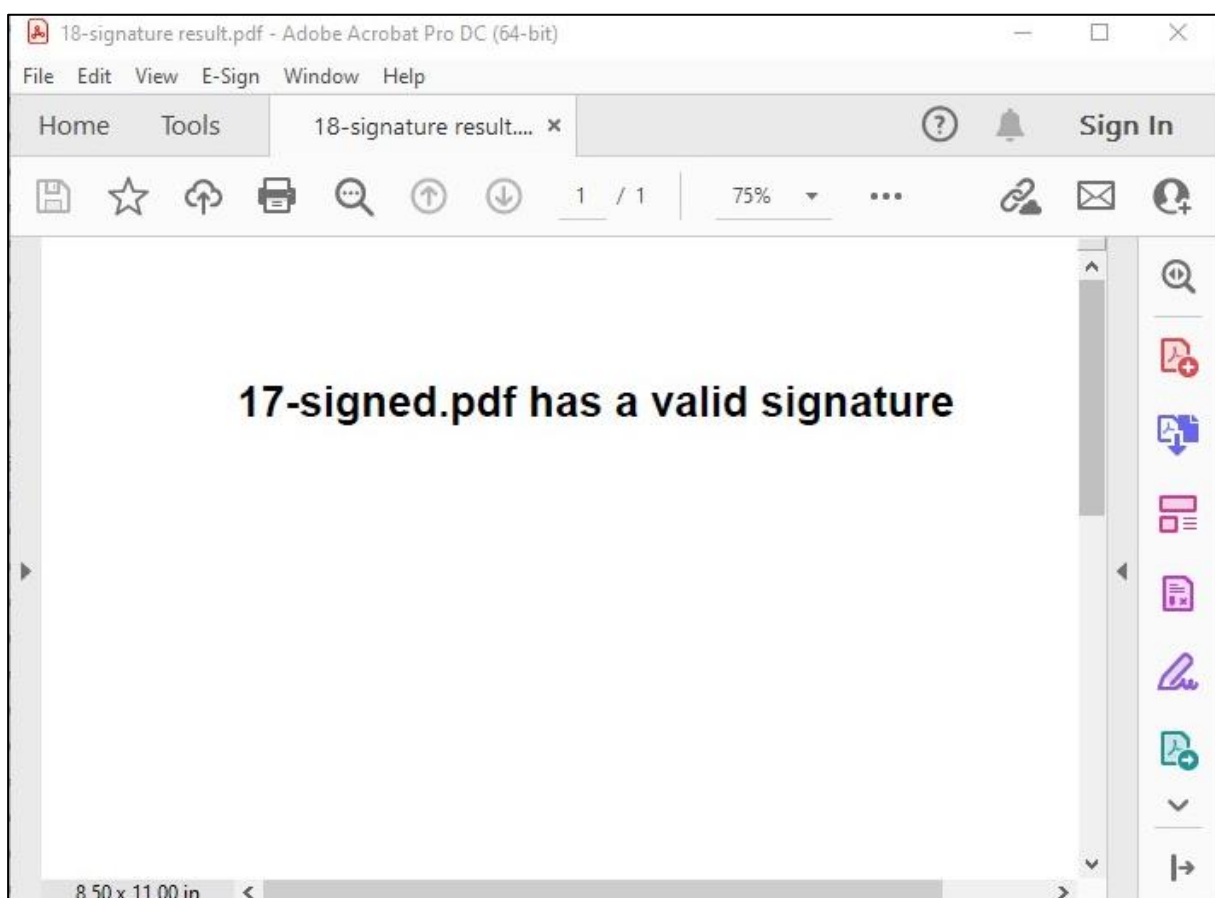 18-signature result.pdf - Adobe Acrobat Pro DC (64-bit)
File Edit View E-Sign Window Help
Home Tools 18-signature result.... × Sign In
1 / 1 75%
17-signed.pdf has a valid signature
8.50 x 11.00 in